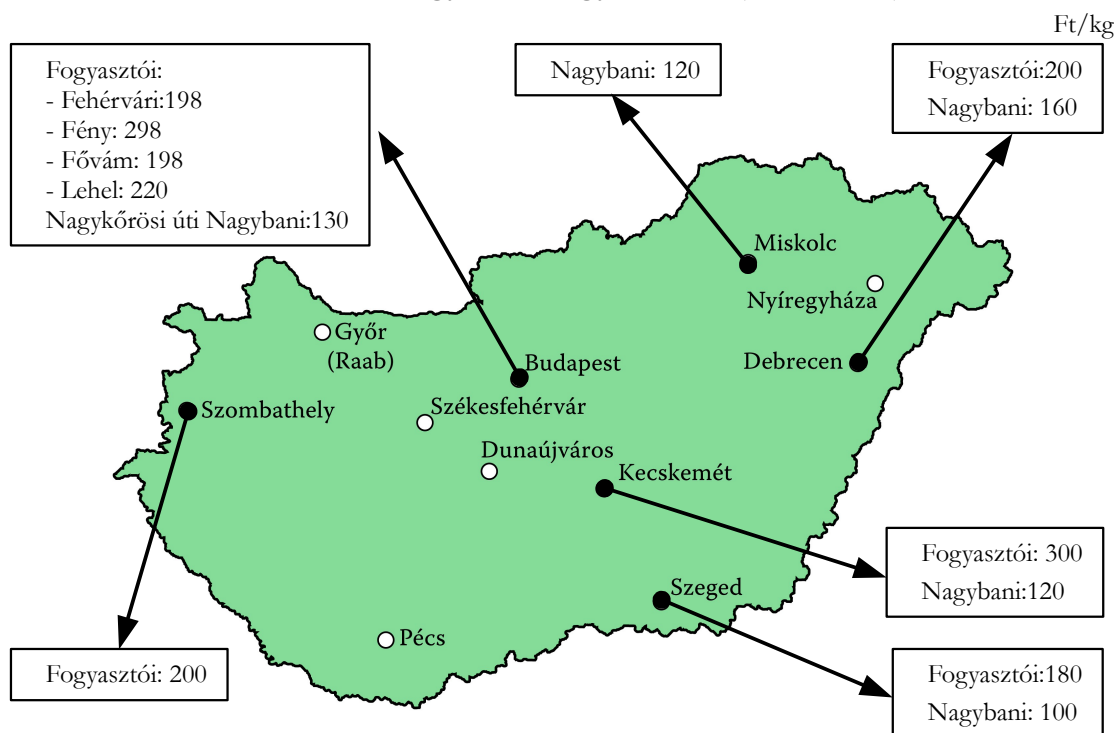 Ft/kg
Fogyasztói:
- Fehérvári:198
- Fény: 298
- Fővám: 198
- Lehel: 220
Nagykőrösi úti Nagybani:130
Nagybani: 120
Fogyasztói:200
Nagybani: 160
Miskolc
Nyíregyháza
Győr
(Raab)
Budapest
Debrecen
Szombathely
Székesfehérvár
Dunaújváros
Kecskemét
Fogyasztói: 300
Nagybani:120
Szeged
Pécs
Fogyasztói: 200
Fogyasztói:180
Nagybani: 100